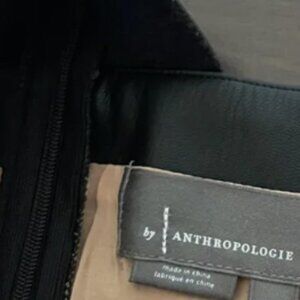 by ANTHROPOLOGIE
made in china
fabriqué en chine